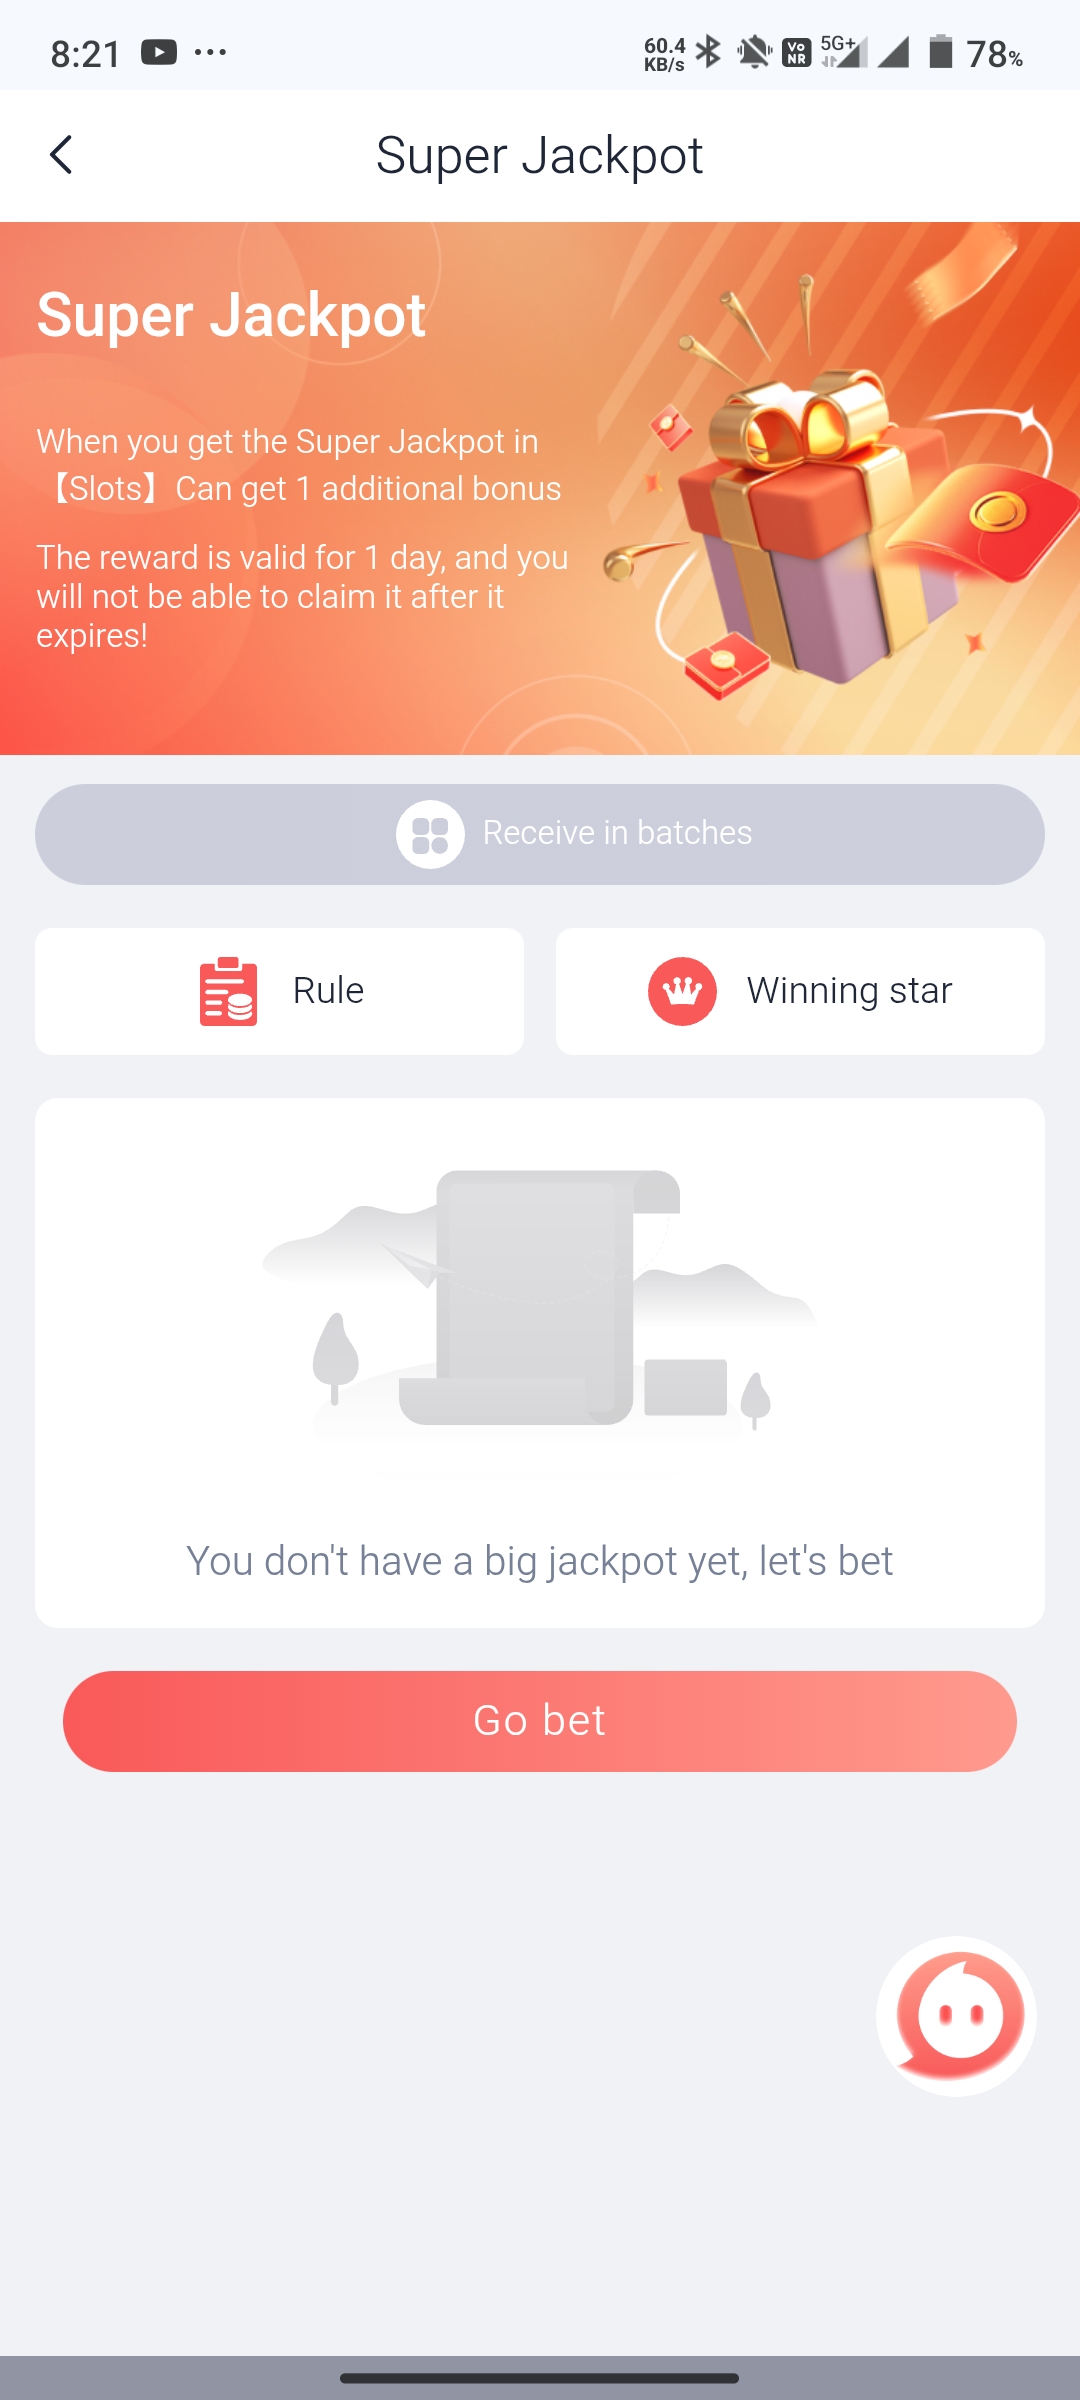 8:21
60.4 KB/s
Vo NR
5G+
78%
Super Jackpot
Super Jackpot
When you get the Super Jackpot in
【Slots】Can get 1 additional bonus
The reward is valid for 1 day, and you
will not be able to claim it after it
expires!
Receive in batches
Rule
Winning star
You don't have a big jackpot yet, let's bet
Go bet